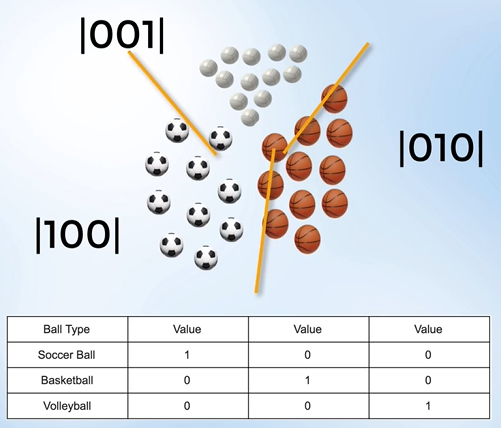 |001|
|010|
|100|
Ball Type Value Value Value
Soccer Ball 1 0 0
Basketball 0 1 0
Volleyball 0 0 1